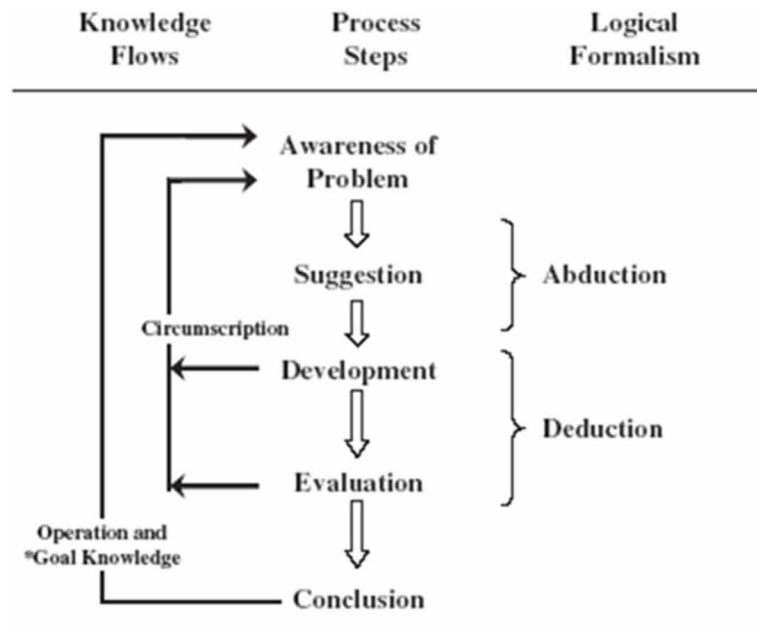 Knowledge Flows
Process Steps
Logical Formalism
Awareness of
Problem
Suggestion
Abduction
Circumscription
Development
Deduction
Evaluation
Operation and
*Goal Knowledge
Conclusion